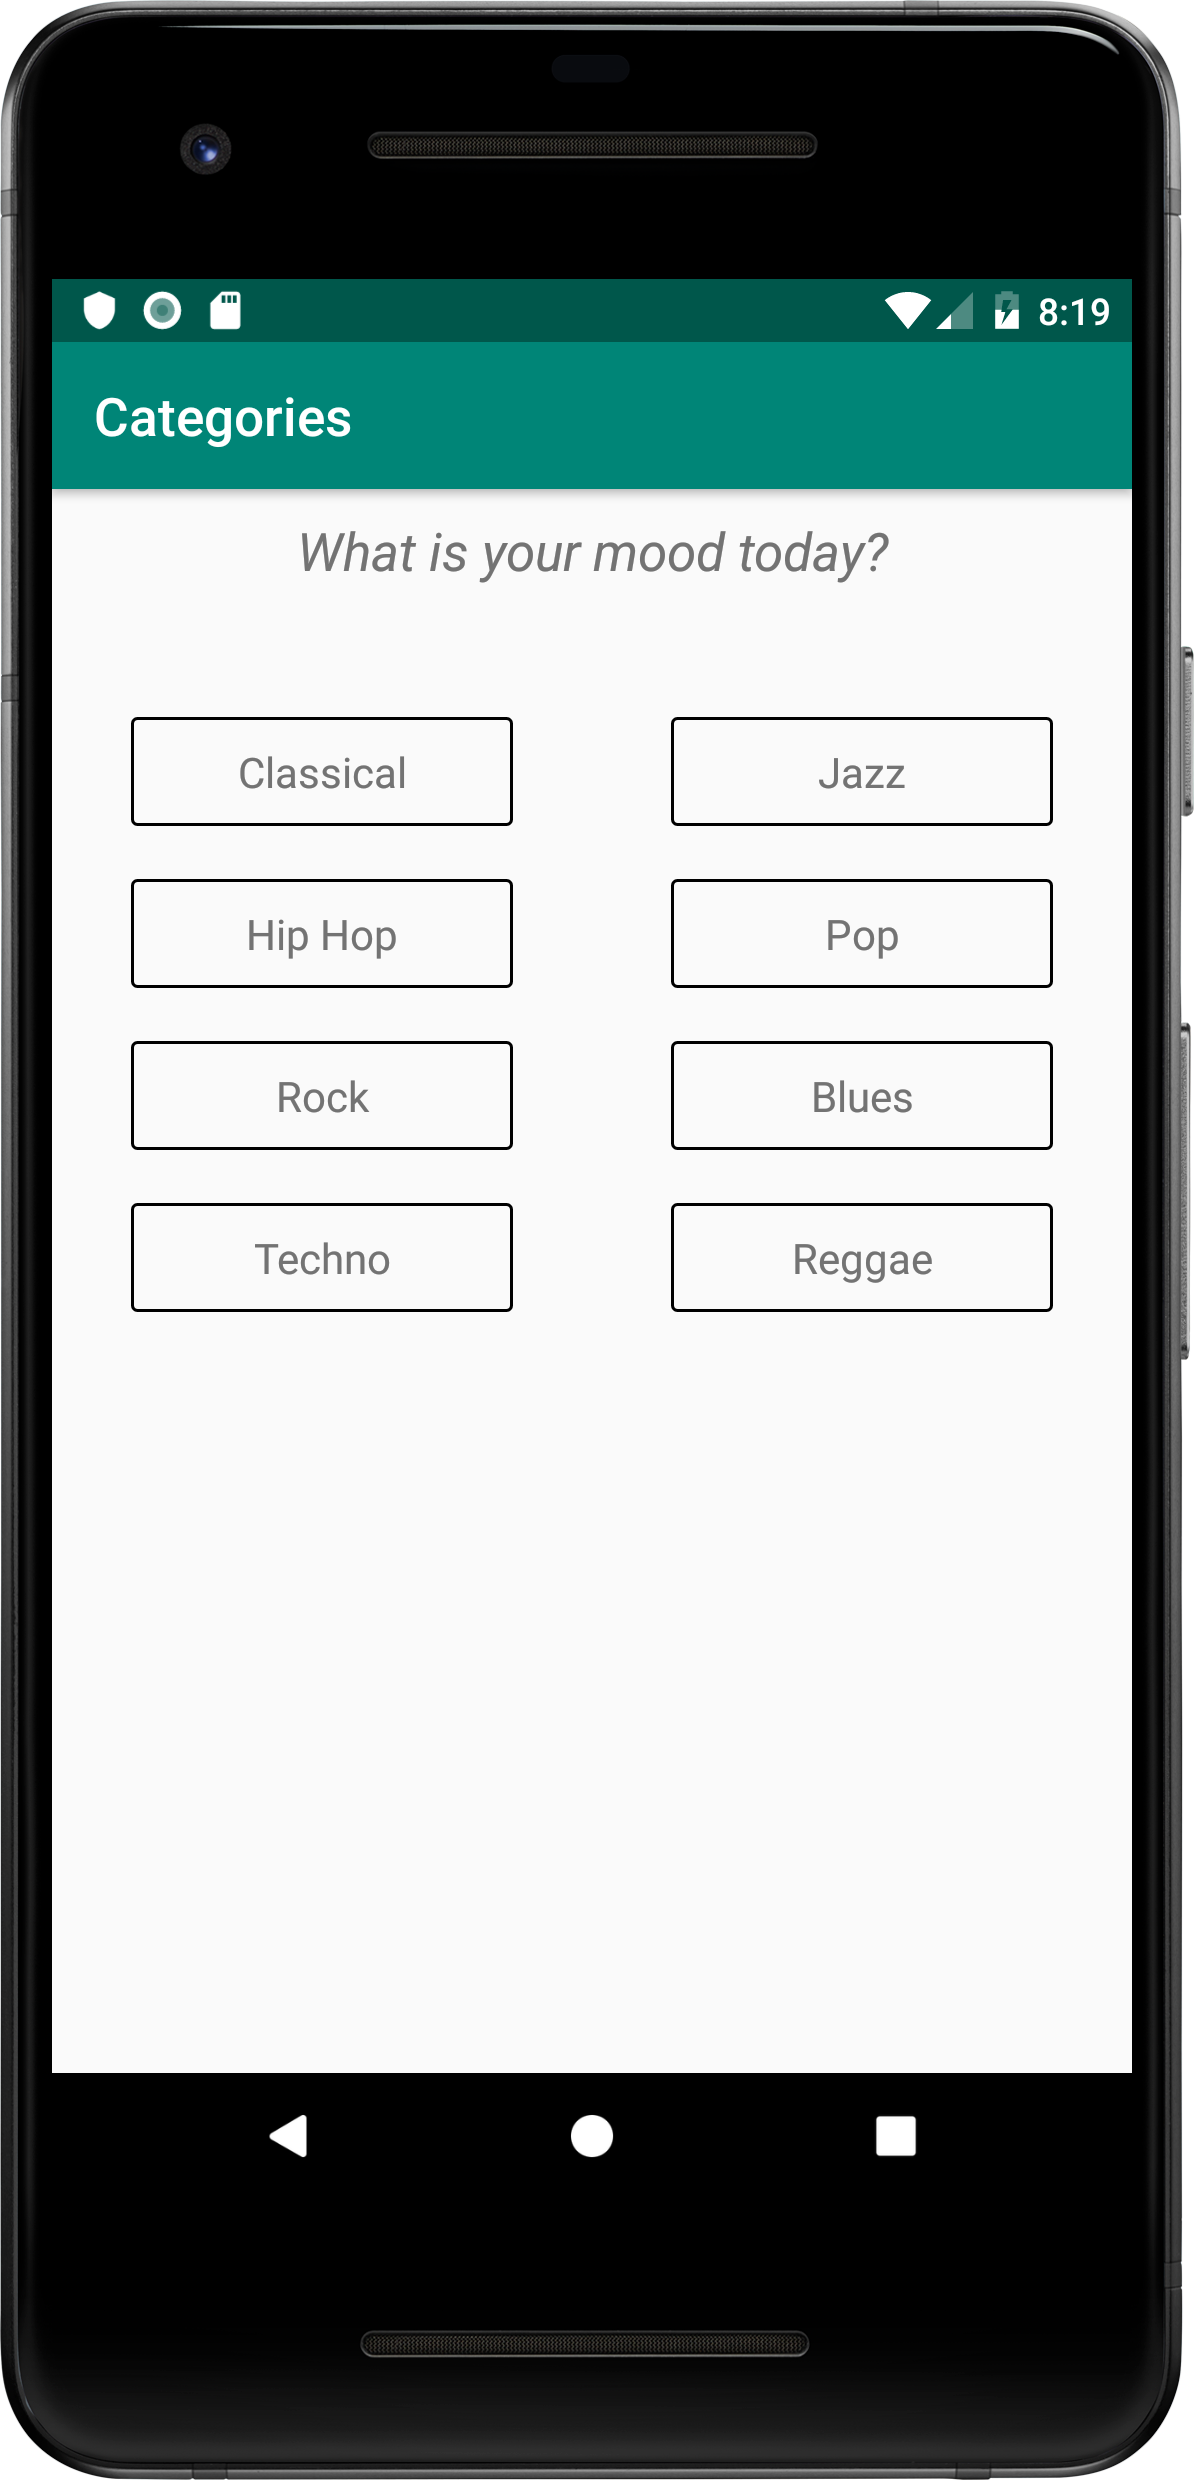 8:19
Categories
What is your mood today?
Classical
Jazz
Hip Hop
Pop
Rock
Blues
Techno
Reggae